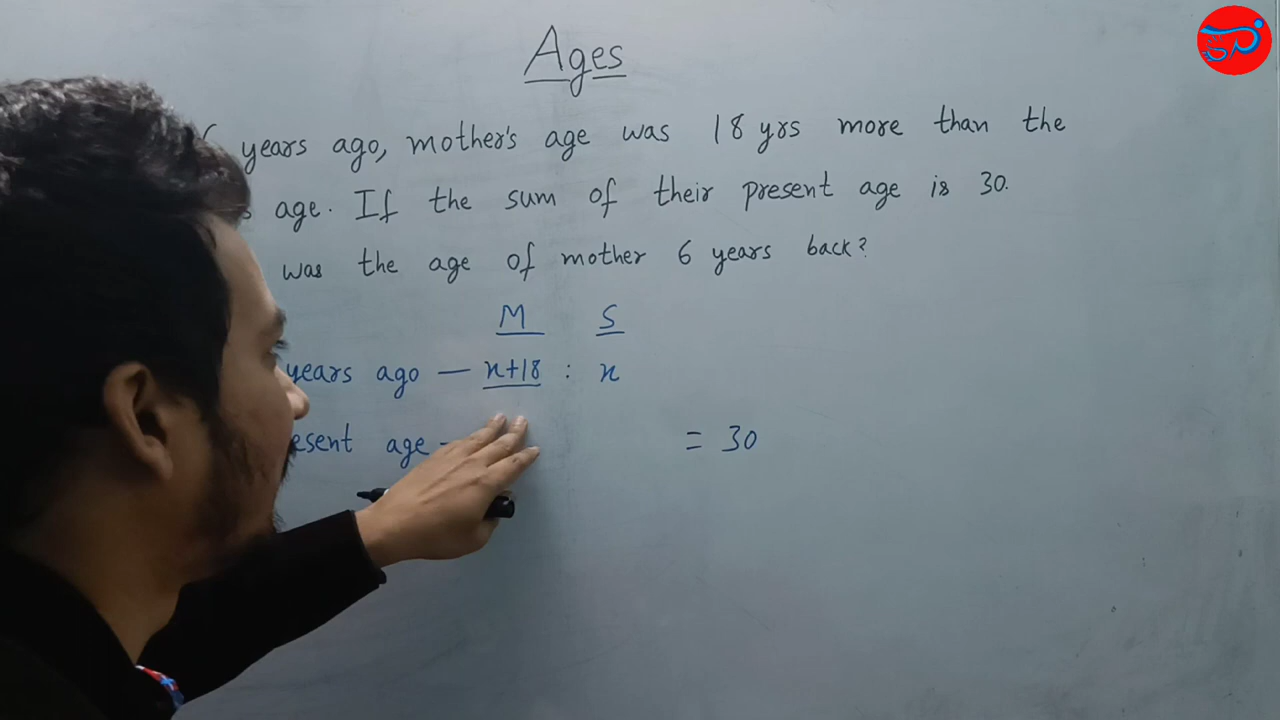 Ages
years ago, mother's age was 18 yrs more than the
age. If the sum of their present age is 30.
was the age of mother 6 years back?
M S
years ago — x+18 : x
esent age - = 30